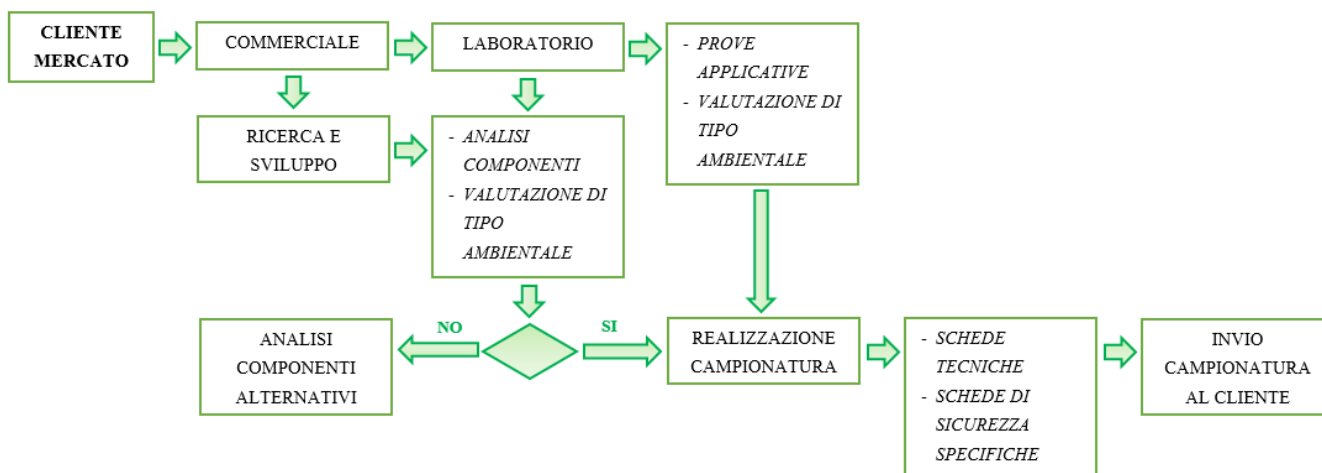 CLIENTE
MERCATO
COMMERCIALE
LABORATORIO
- PROVE
APPLICATIVE
- VALUTAZIONE DI
TIPO
AMBIENTALE
RICERCA E
SVILUPPO
- ANALISI
COMPONENTI
- VALUTAZIONE DI
TIPO
AMBIENTALE
NO
SI
ANALISI
COMPONENTI
ALTERNATIVI
REALIZZAZIONE
CAMPIONATURA
- SCHEDE
TECNICHE
- SCHEDE DI
SICUREZZA
SPECIFICHE
INVIO
CAMPIONATURA
AL CLIENTE